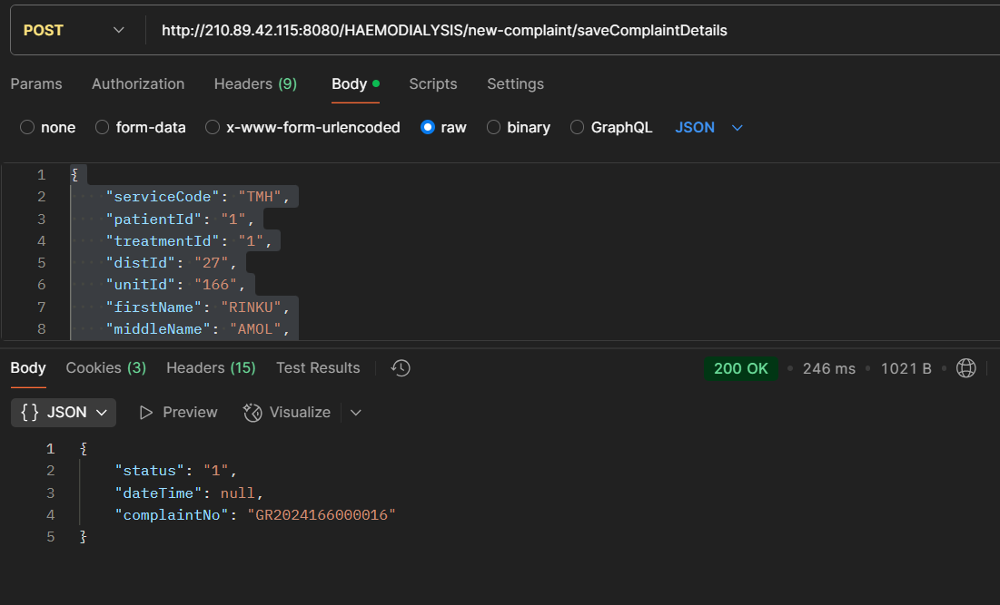 POST http://210.89.42.115:8080/HAEMODIALYSIS/new-complaint/saveComplaintDetails
Params Authorization Headers (9) Body Scripts Settings
none form-data x-www-form-urlencoded raw binary GraphQL JSON
1 {
2 "serviceCode": "TMH",
3 "patientId": "1",
4 "treatmentId": "1",
5 "distId": "27",
6 "unitId": "166",
7 "firstName": "RINKU",
8 "middleName": "AMOL",
Body Cookies (3) Headers (15) Test Results 200 OK 246 ms 1021 B
{} JSON Preview Visualize
1 {
2 "status": "1",
3 "dateTime": null,
4 "complaintNo": "GR2024166000016"
5 }